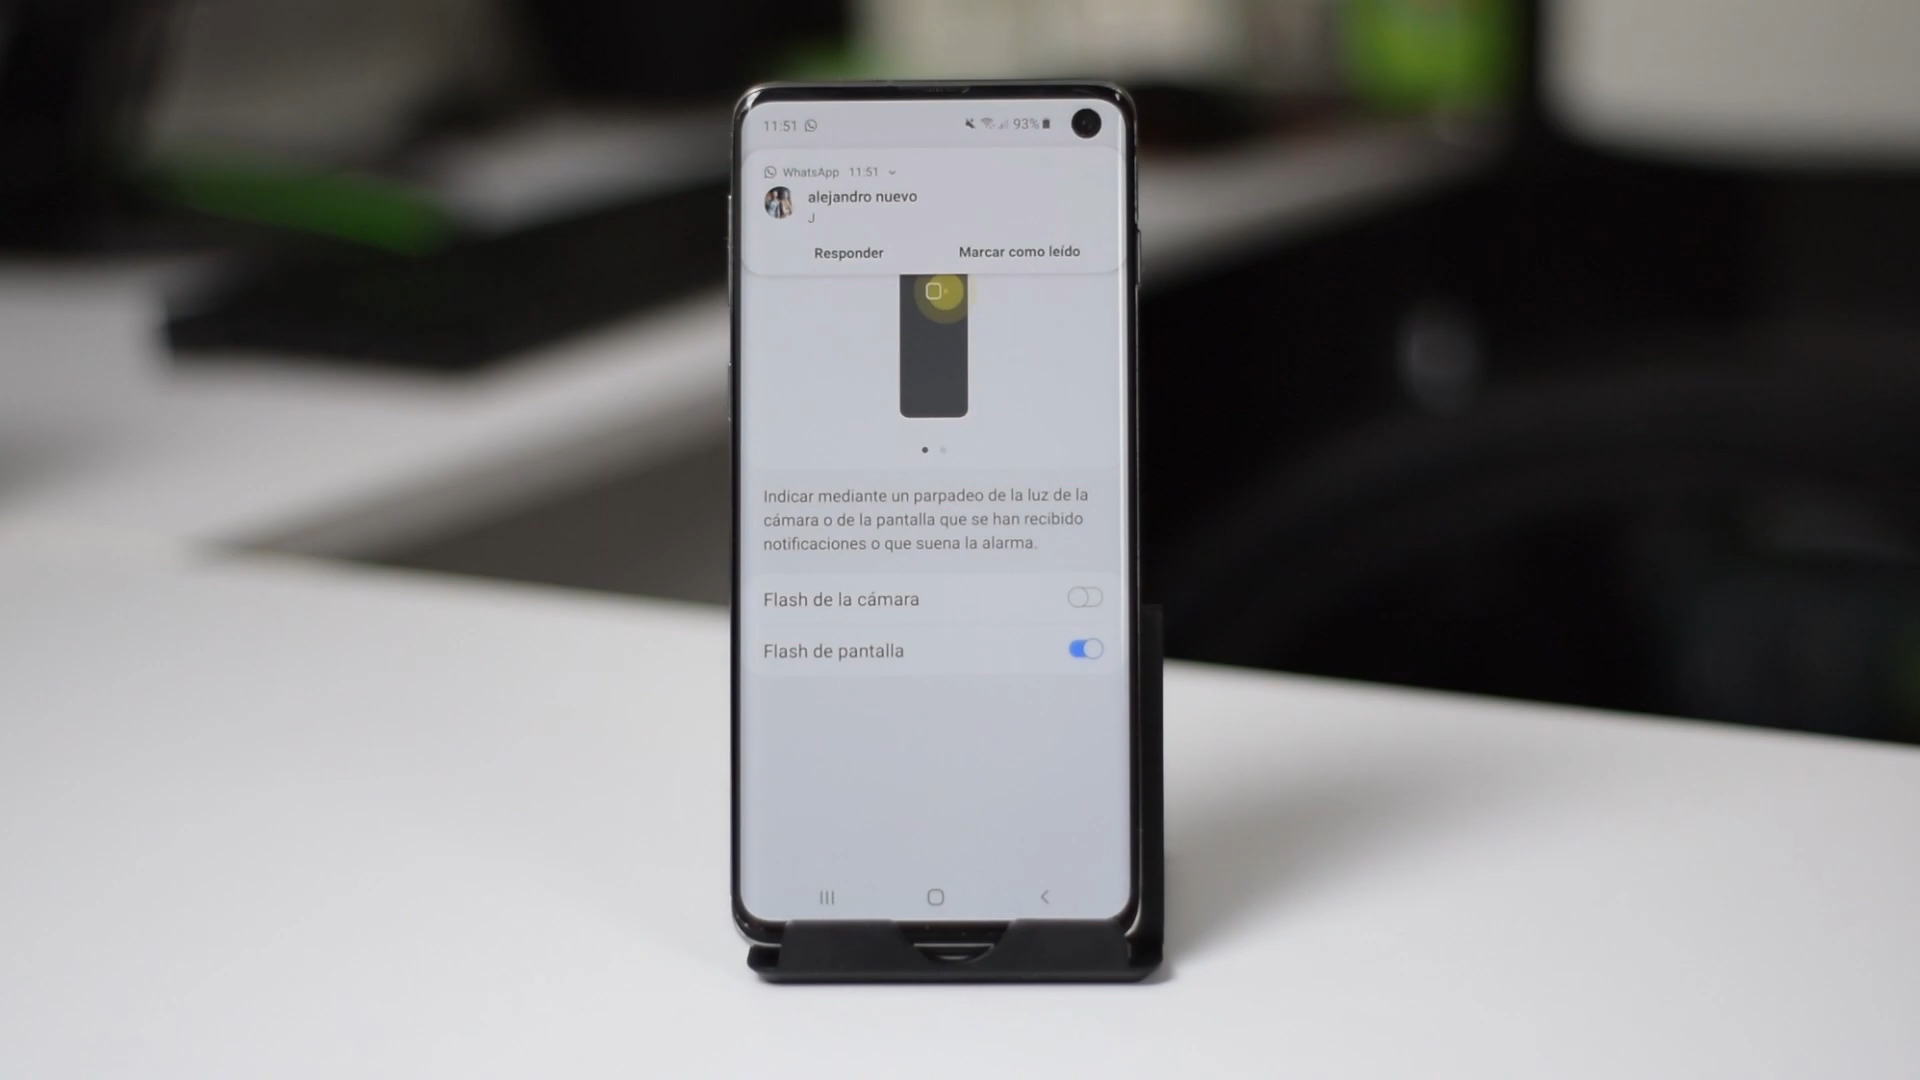 11:51 93%
WhatsApp 11:51
alejandro nuevo
J
Responder Marcar como leído
Indicar mediante un parpadeo de la luz de la
cámara o de la pantalla que se han recibido
notificaciones o que suena la alarma.
Flash de la cámara
Flash de pantalla